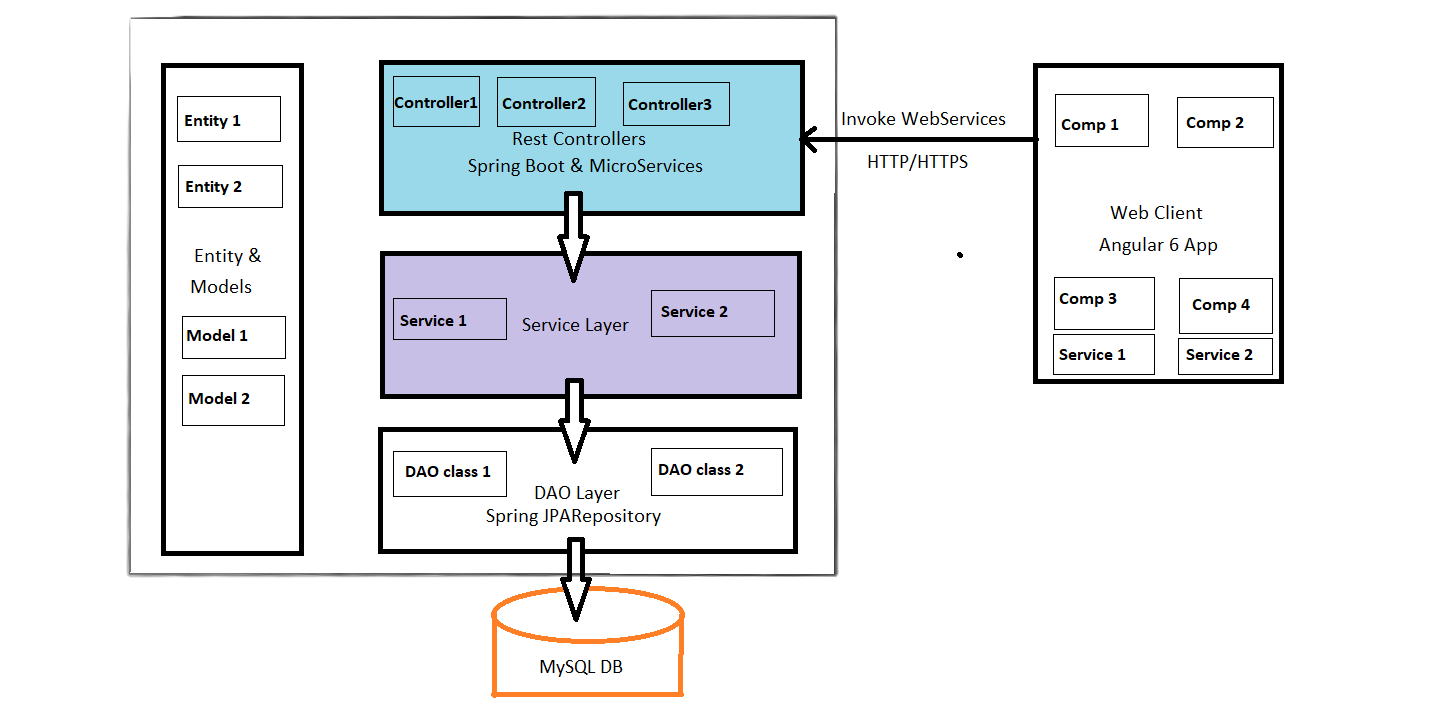 Entity 1
Entity 2
Entity &
Models
Model 1
Model 2
Controller1
Controller2
Controller3
Rest Controllers
Spring Boot & MicroServices
Service 1
Service Layer
Service 2
DAO class 1
DAO class 2
DAO Layer
Spring JPARepository
MySQL DB
Invoke WebServices
HTTP/HTTPS
Comp 1
Comp 2
Web Client
Angular 6 App
Comp 3
Comp 4
Service 1
Service 2